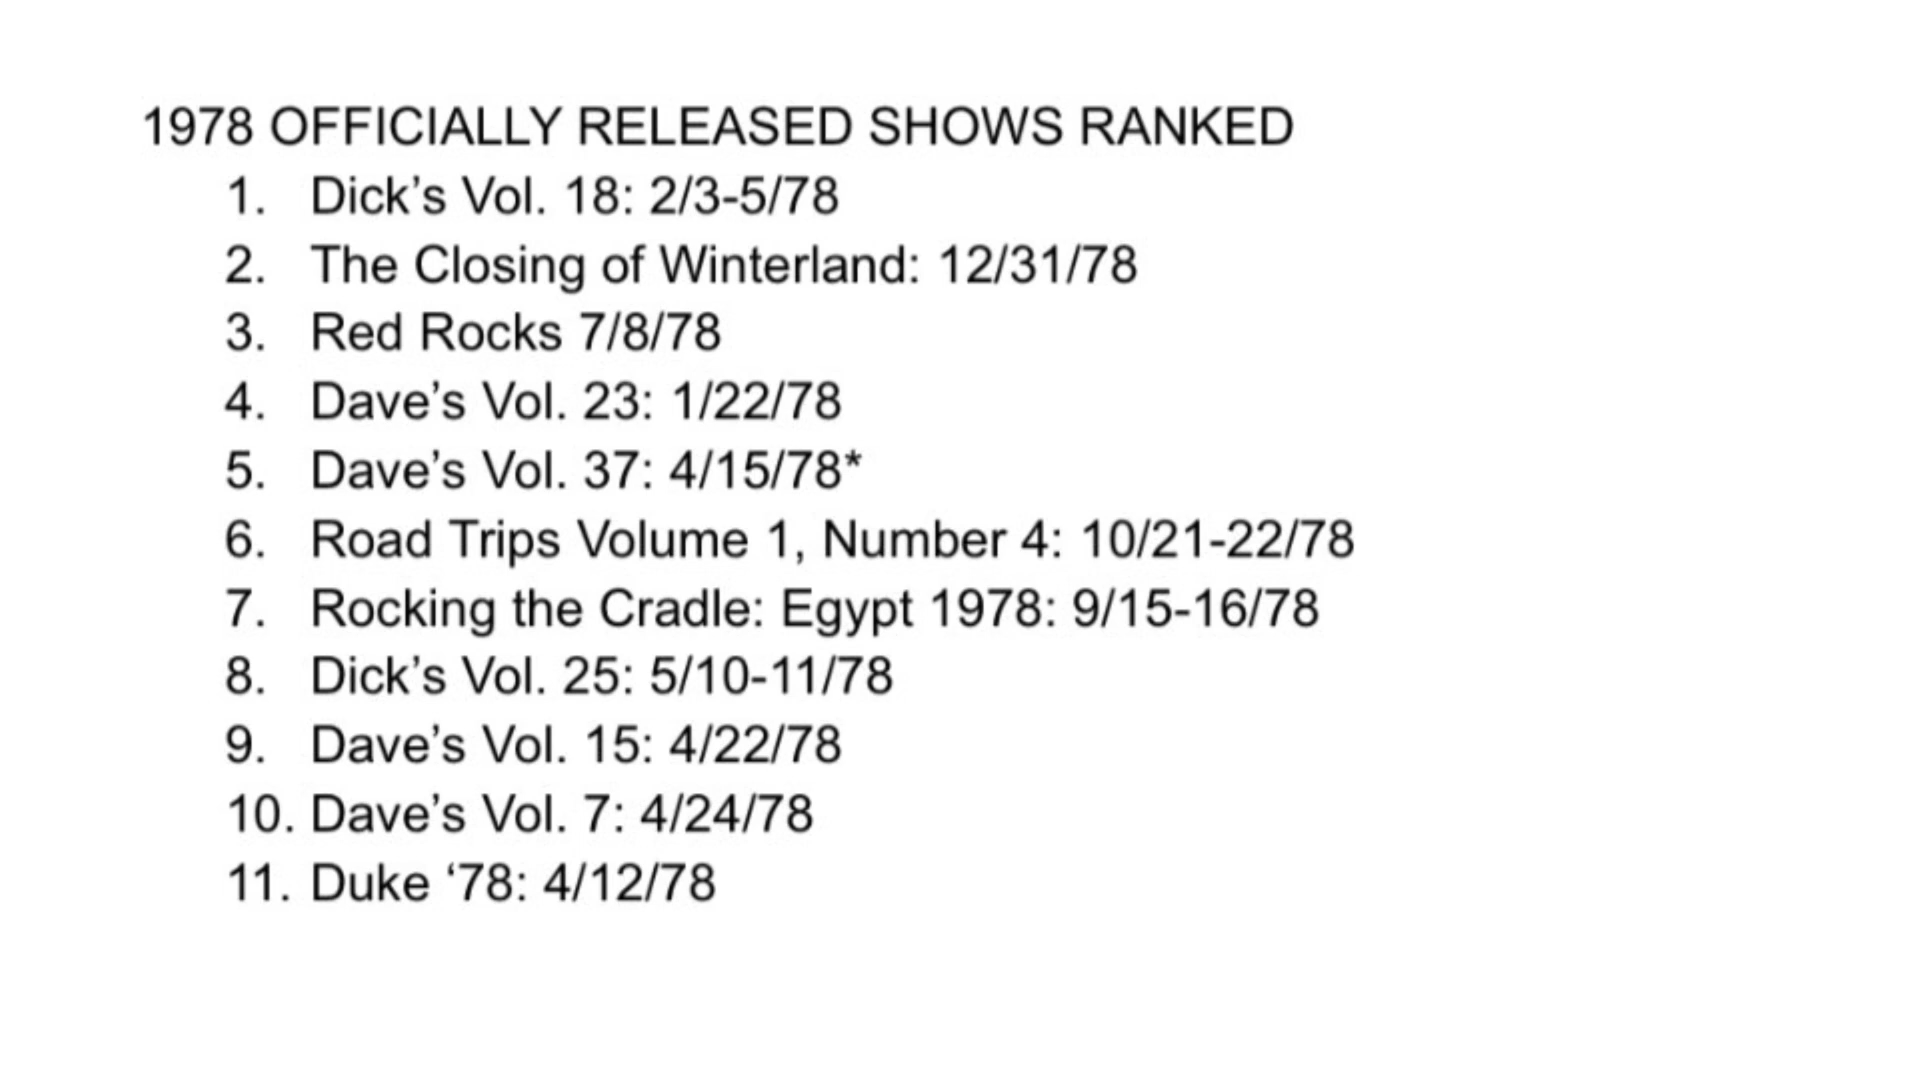 1978 OFFICIALLY RELEASED SHOWS RANKED
1. Dick’s Vol. 18: 2/3-5/78
2. The Closing of Winterland: 12/31/78
3. Red Rocks 7/8/78
4. Dave’s Vol. 23: 1/22/78
5. Dave’s Vol. 37: 4/15/78*
6. Road Trips Volume 1, Number 4: 10/21-22/78
7. Rocking the Cradle: Egypt 1978: 9/15-16/78
8. Dick’s Vol. 25: 5/10-11/78
9. Dave’s Vol. 15: 4/22/78
10. Dave’s Vol. 7: 4/24/78
11. Duke ‘78: 4/12/78